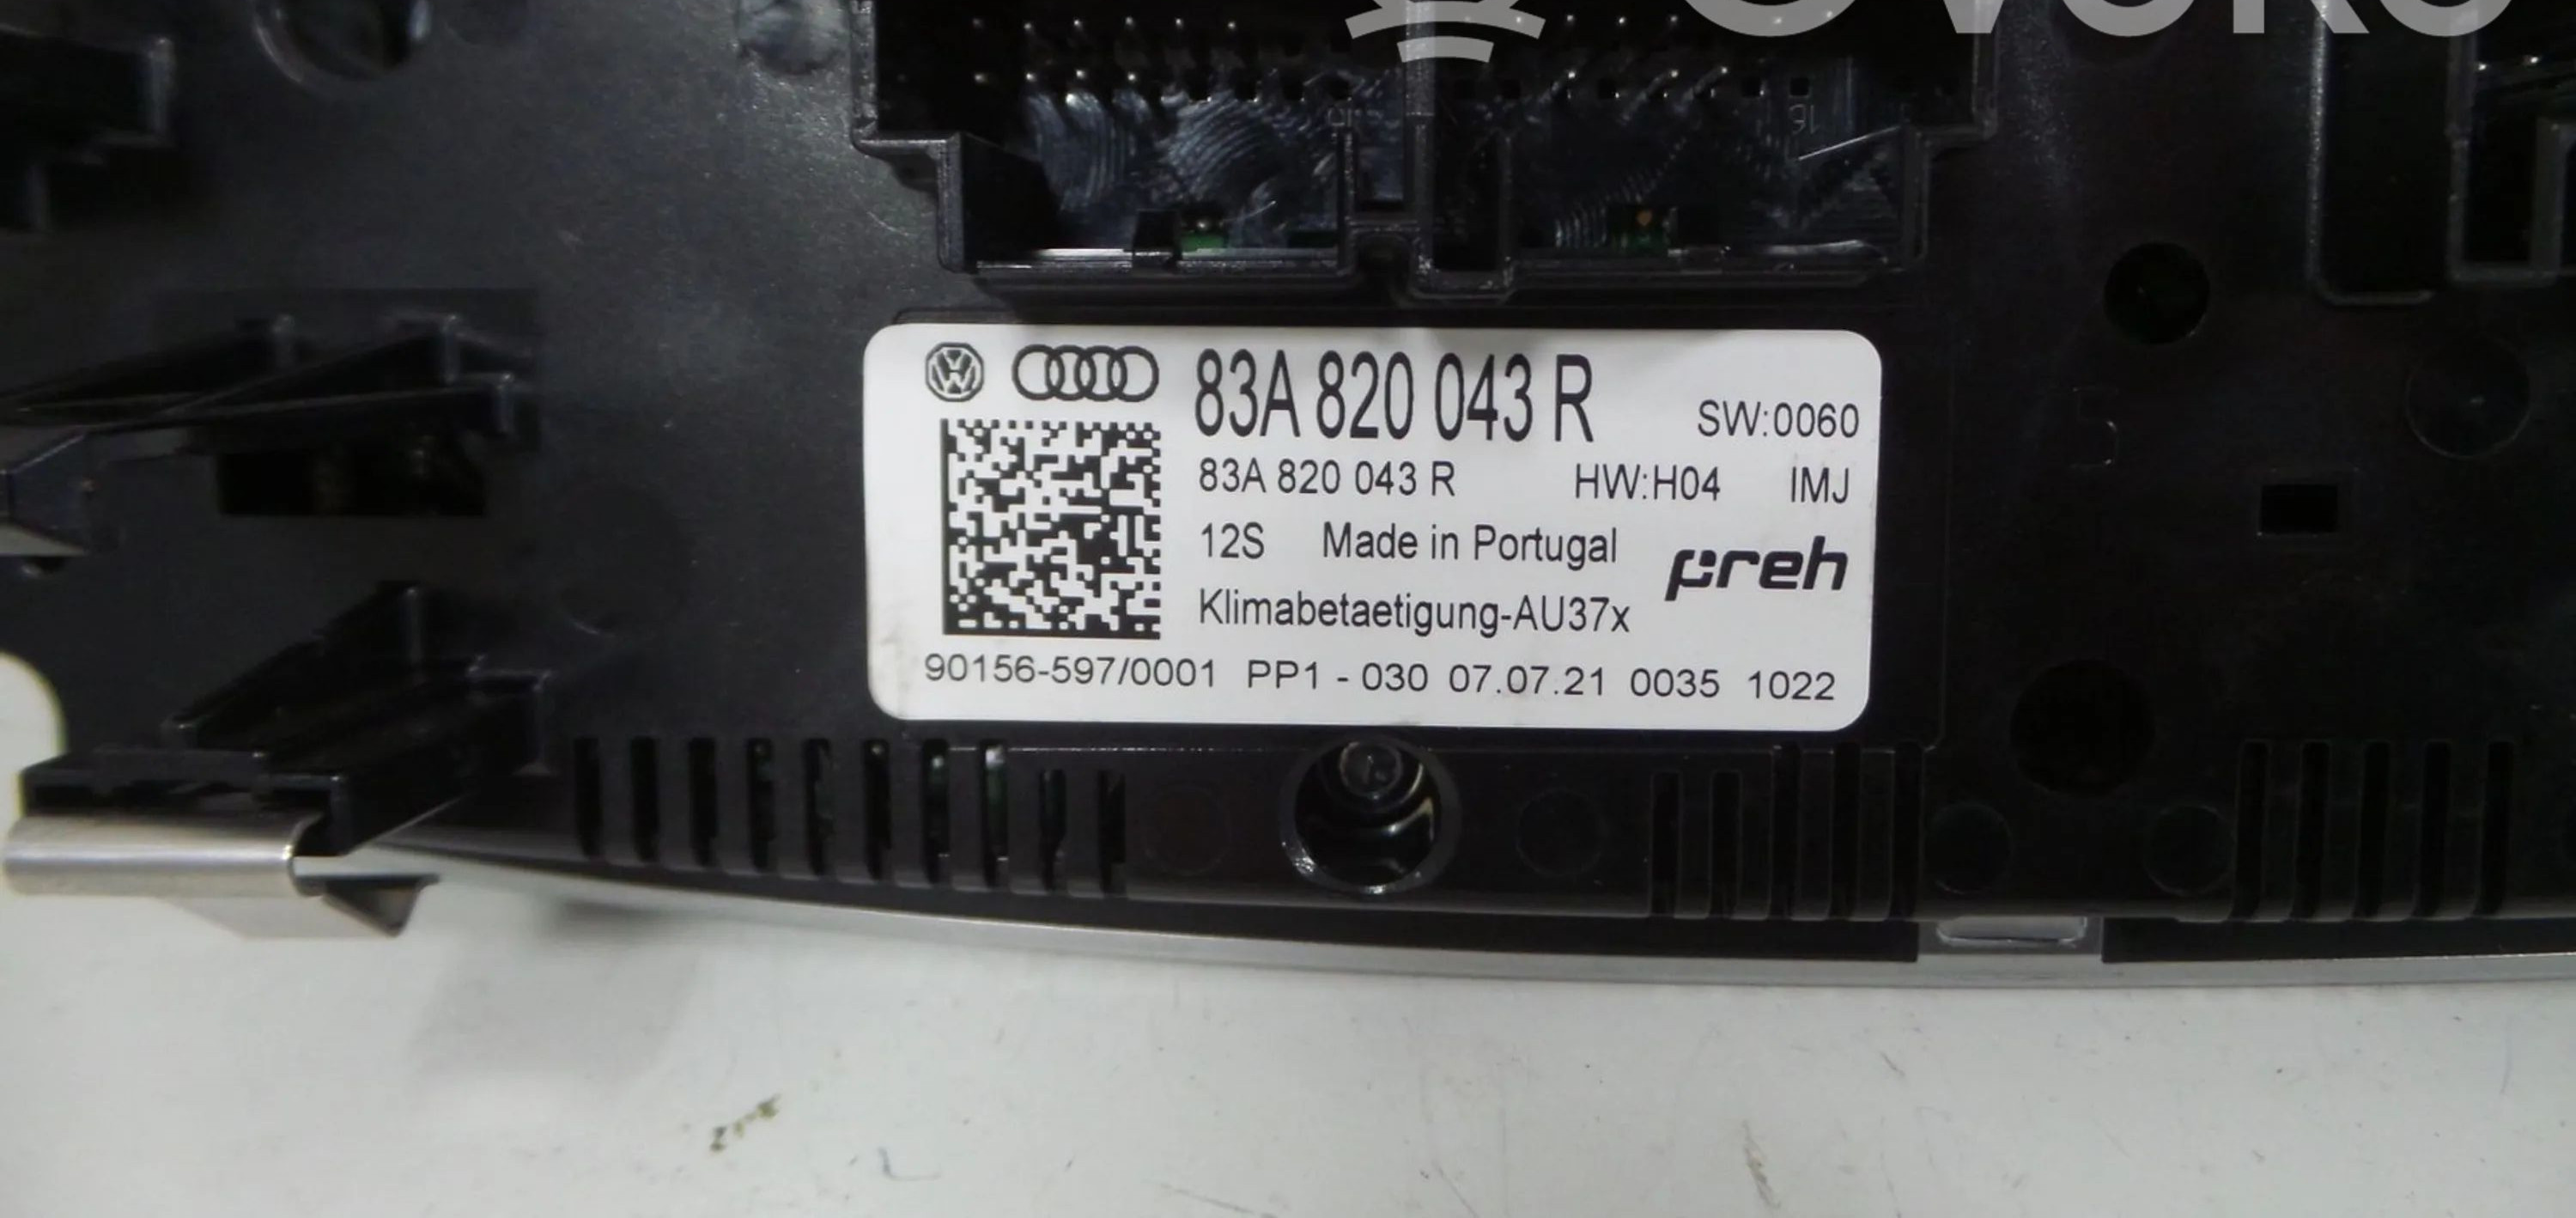 83A 820 043 R SW:0060
83A 820 043 R HW:H04 IMJ
12S Made in Portugal preh
Klimabetaetigung-AU37x
90156-597/0001 PP1 - 030 07.07.21 0035 1022